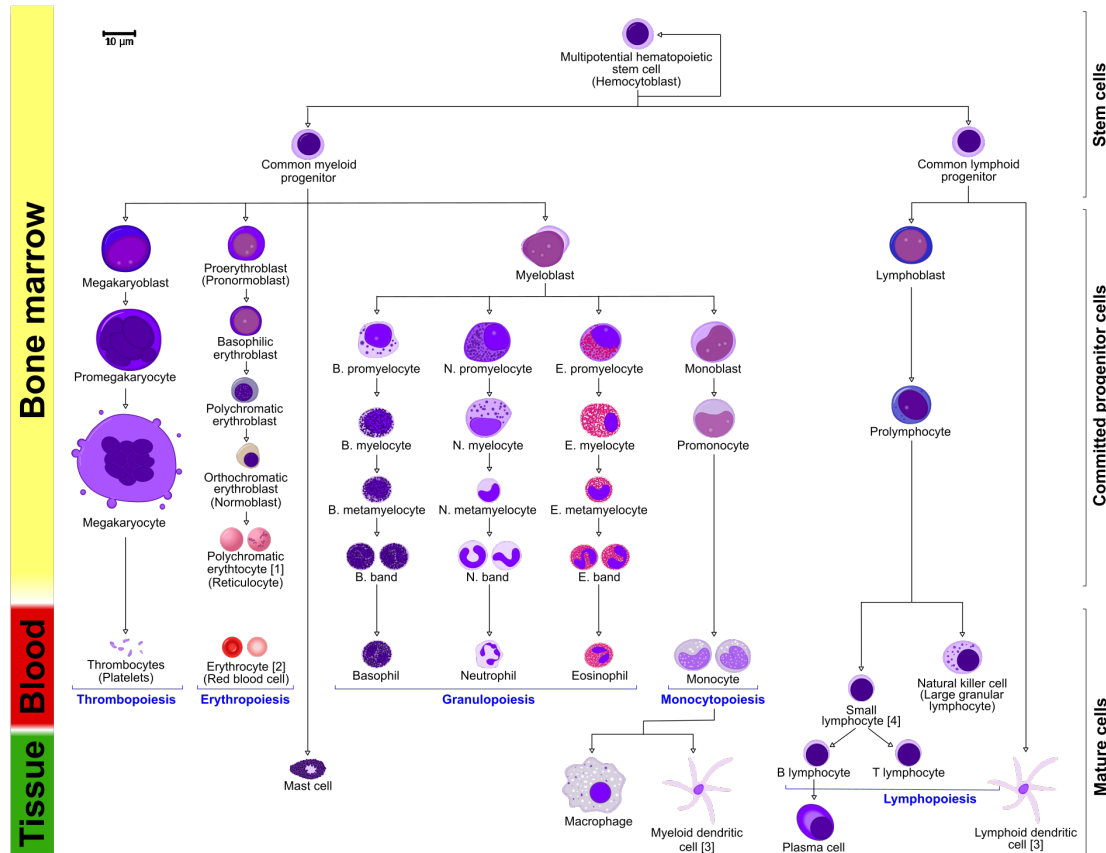 10 µm
Multipotential hematopoietic
stem cell
(Hemocytoblast)
Common myeloid
progenitor
Common lymphoid
progenitor
Stem cells
Bone marrow
Blood
Tissue
Committed progenitor cells
Mature cells
Megakaryoblast
Proerythroblast
(Pronormoblast)
Myeloblast
Lymphoblast
Promegakaryocyte
Basophilic
erythroblast
B. promyelocyte
N. promyelocyte
E. promyelocyte
Monoblast
Polychromatic
erythroblast
B. myelocyte
N. myelocyte
E. myelocyte
Promonocyte
Prolymphocyte
Megakaryocyte
Orthochromatic
erythroblast
(Normoblast)
B. metamyelocyte
N. metamyelocyte
E. metamyelocyte
Polychromatic
erythtocyte [1]
(Reticulocyte)
B. band
N. band
E. band
Thrombocytes
(Platelets)
Erythrocyte [2]
(Red blood cell)
Basophil
Neutrophil
Eosinophil
Monocyte
Natural killer cell
(Large granular
lymphocyte)
Small
lymphocyte [4]
Thrombopoiesis
Erythropoiesis
Granulopoiesis
Monocytopoiesis
Mast cell
Macrophage
Myeloid dendritic
cell [3]
B lymphocyte
T lymphocyte
Lymphopoiesis
Plasma cell
Lymphoid dendritic
cell [3]